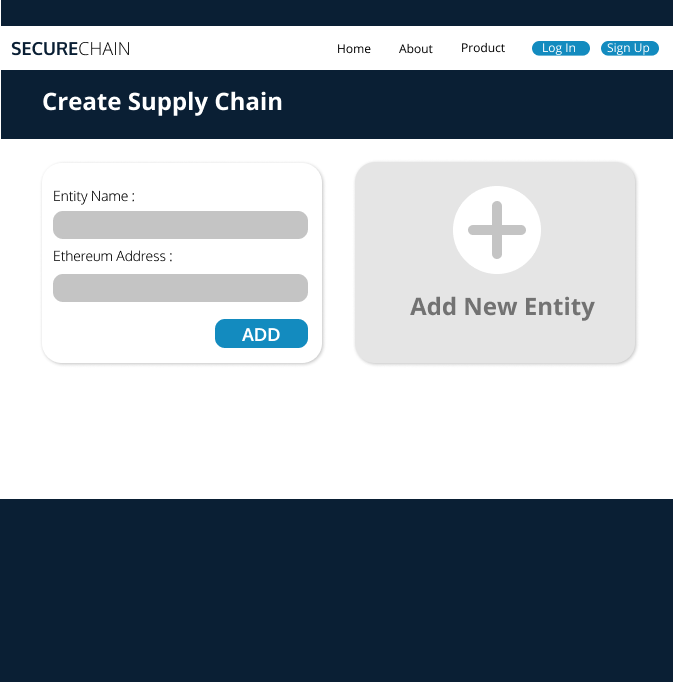 SECURECHAIN
Home
About
Product
Log In
Sign Up
Create Supply Chain
Entity Name :
Ethereum Address :
ADD
Add New Entity